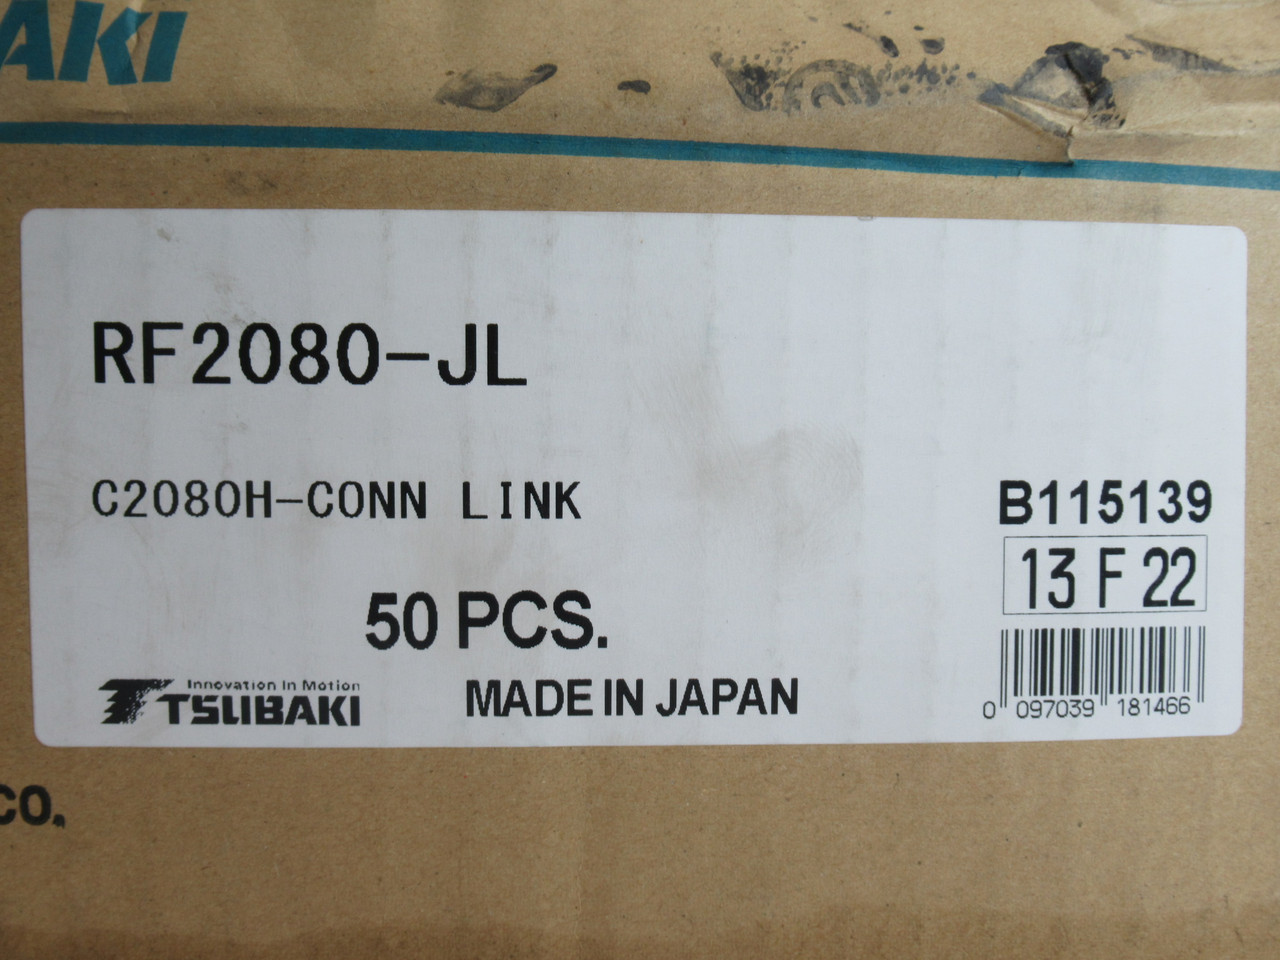 AKI
RF2080-JL
C2080H-CONN LINK
B115139
13 F 22
50 PCS.
Innovation in Motion
TSUBAKI
MADE IN JAPAN
0 097039 181466
CO.